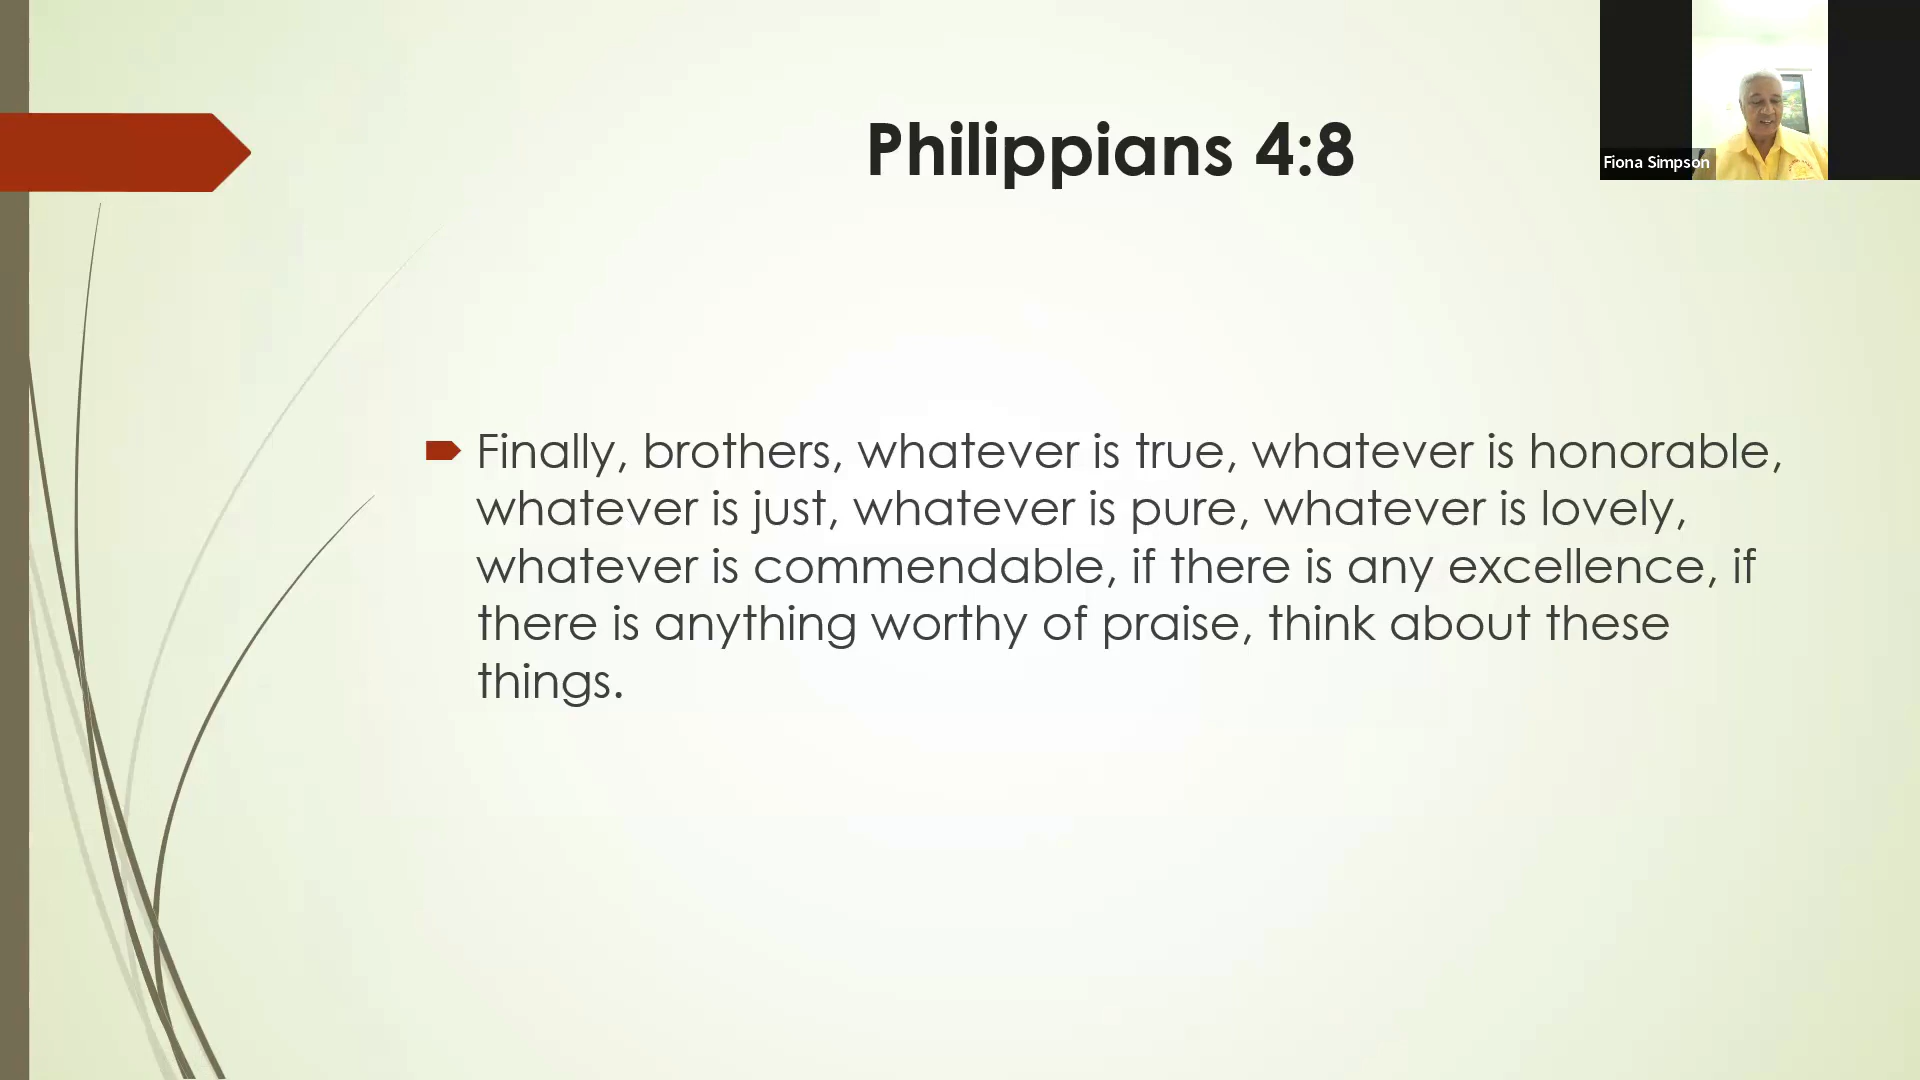 Philippians 4:8
Fiona Simpson
Finally, brothers, whatever is true, whatever is honorable,
whatever is just, whatever is pure, whatever is lovely,
whatever is commendable, if there is any excellence, if
there is anything worthy of praise, think about these
things.